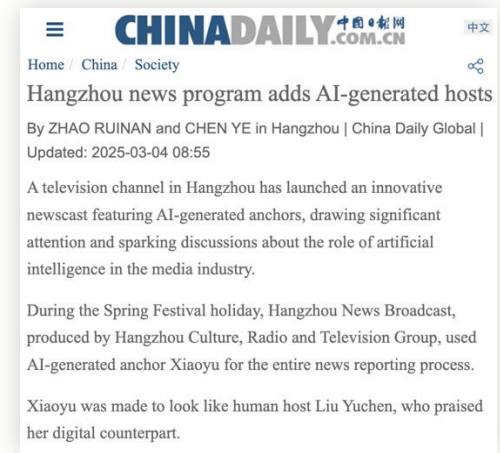 CHINADAILY 中国日报网
.COM.CN
中文
Home / China / Society
Hangzhou news program adds AI-generated hosts
By ZHAO RUINAN and CHEN YE in Hangzhou | China Daily Global |
Updated: 2025-03-04 08:55
A television channel in Hangzhou has launched an innovative
newscast featuring AI-generated anchors, drawing significant
attention and sparking discussions about the role of artificial
intelligence in the media industry.
During the Spring Festival holiday, Hangzhou News Broadcast,
produced by Hangzhou Culture, Radio and Television Group, used
AI-generated anchor Xiaoyu for the entire news reporting process.
Xiaoyu was made to look like human host Liu Yuchen, who praised
her digital counterpart.